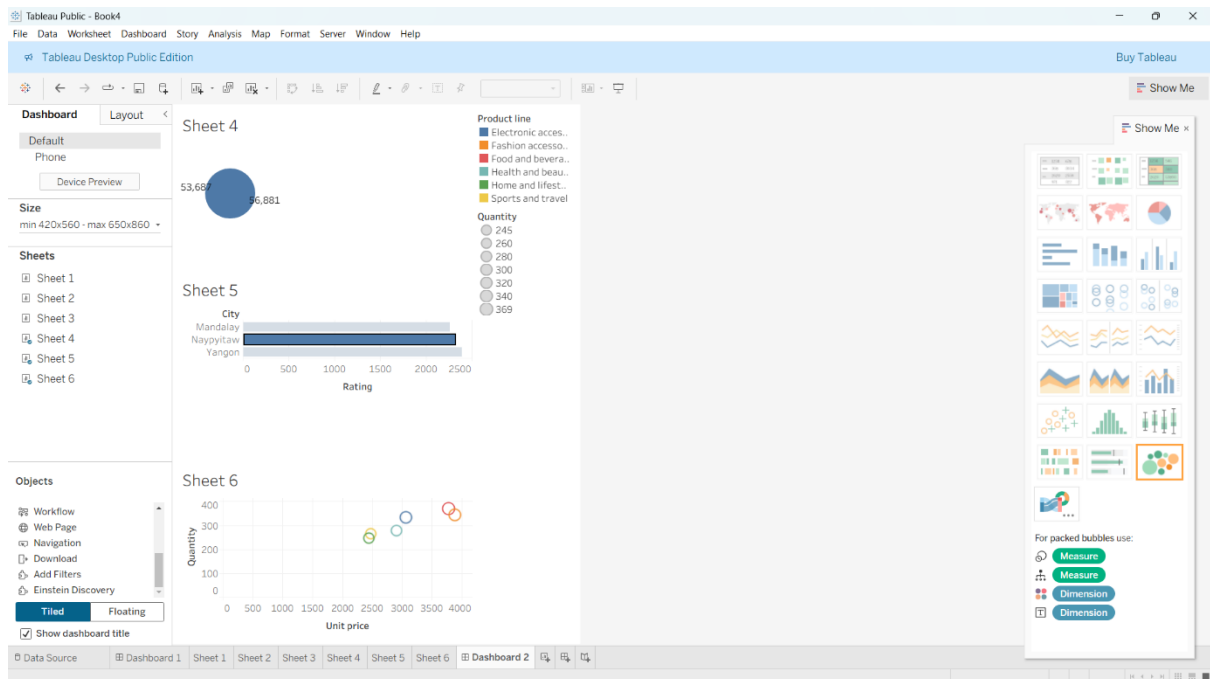 Tableau Public - Book4
File Data Worksheet Dashboard Story Analysis Map Format Server Window Help
Tableau Desktop Public Edition
Buy Tableau
Show Me
Dashboard
Layout
Default
Phone
Device Preview
Size
min 420x560 - max 650x860
Sheets
Sheet 1
Sheet 2
Sheet 3
Sheet 4
Sheet 5
Sheet 6
Objects
Workflow
Web Page
Navigation
Download
Add Filters
Einstein Discovery
Tiled
Floating
Show dashboard title
Sheet 4
53,687
56,881
Product line
Electronic acces..
Fashion accesso..
Food and bevera..
Health and beau..
Home and lifest..
Sports and travel
Quantity
245
260
280
300
320
340
369
Sheet 5
City
Mandalay
Naypyitaw
Yangon
0 500 1000 1500 2000 2500
Rating
Sheet 6
Quantity
400
300
200
100
0
0 500 1000 1500 2000 2500 3000 3500 4000
Unit price
Show Me ×
For packed bubbles use:
Measure
Measure
Dimension
Dimension
Data Source Dashboard 1 Sheet 1 Sheet 2 Sheet 3 Sheet 4 Sheet 5 Sheet 6 Dashboard 2